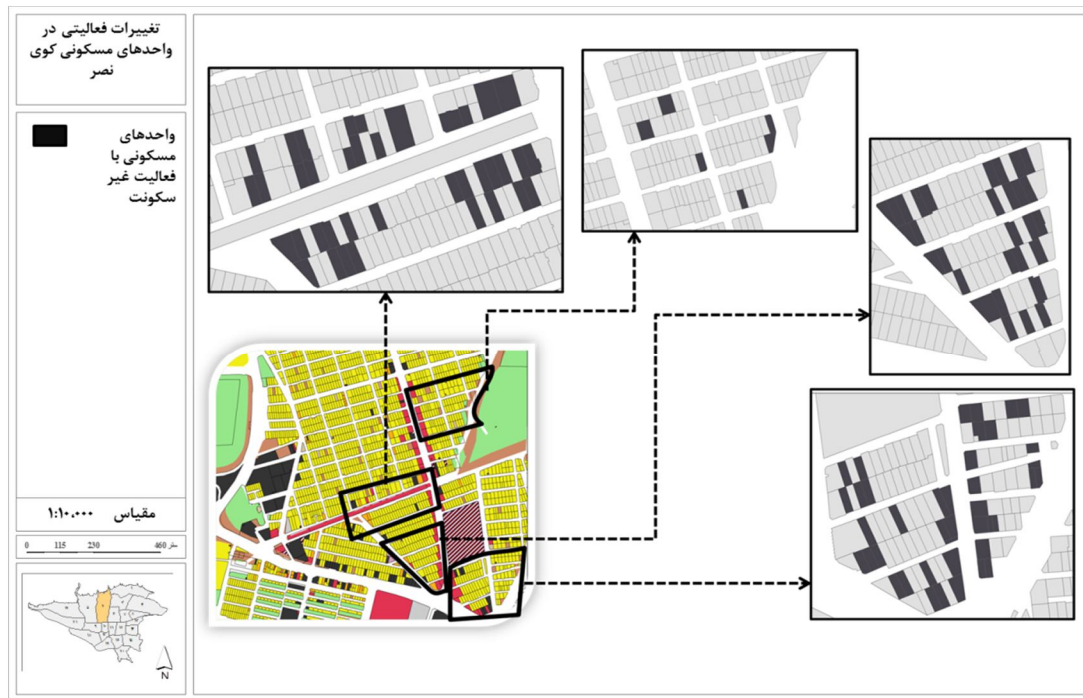 تغییرات فعالیتی در
واحدهای مسکونی کوی
نصر
واحدهای
مسکونی با
فعالیت غیر
سکونت
مقیاس ۱:۱۰،۰۰۰
0 115 230 460 متر
N